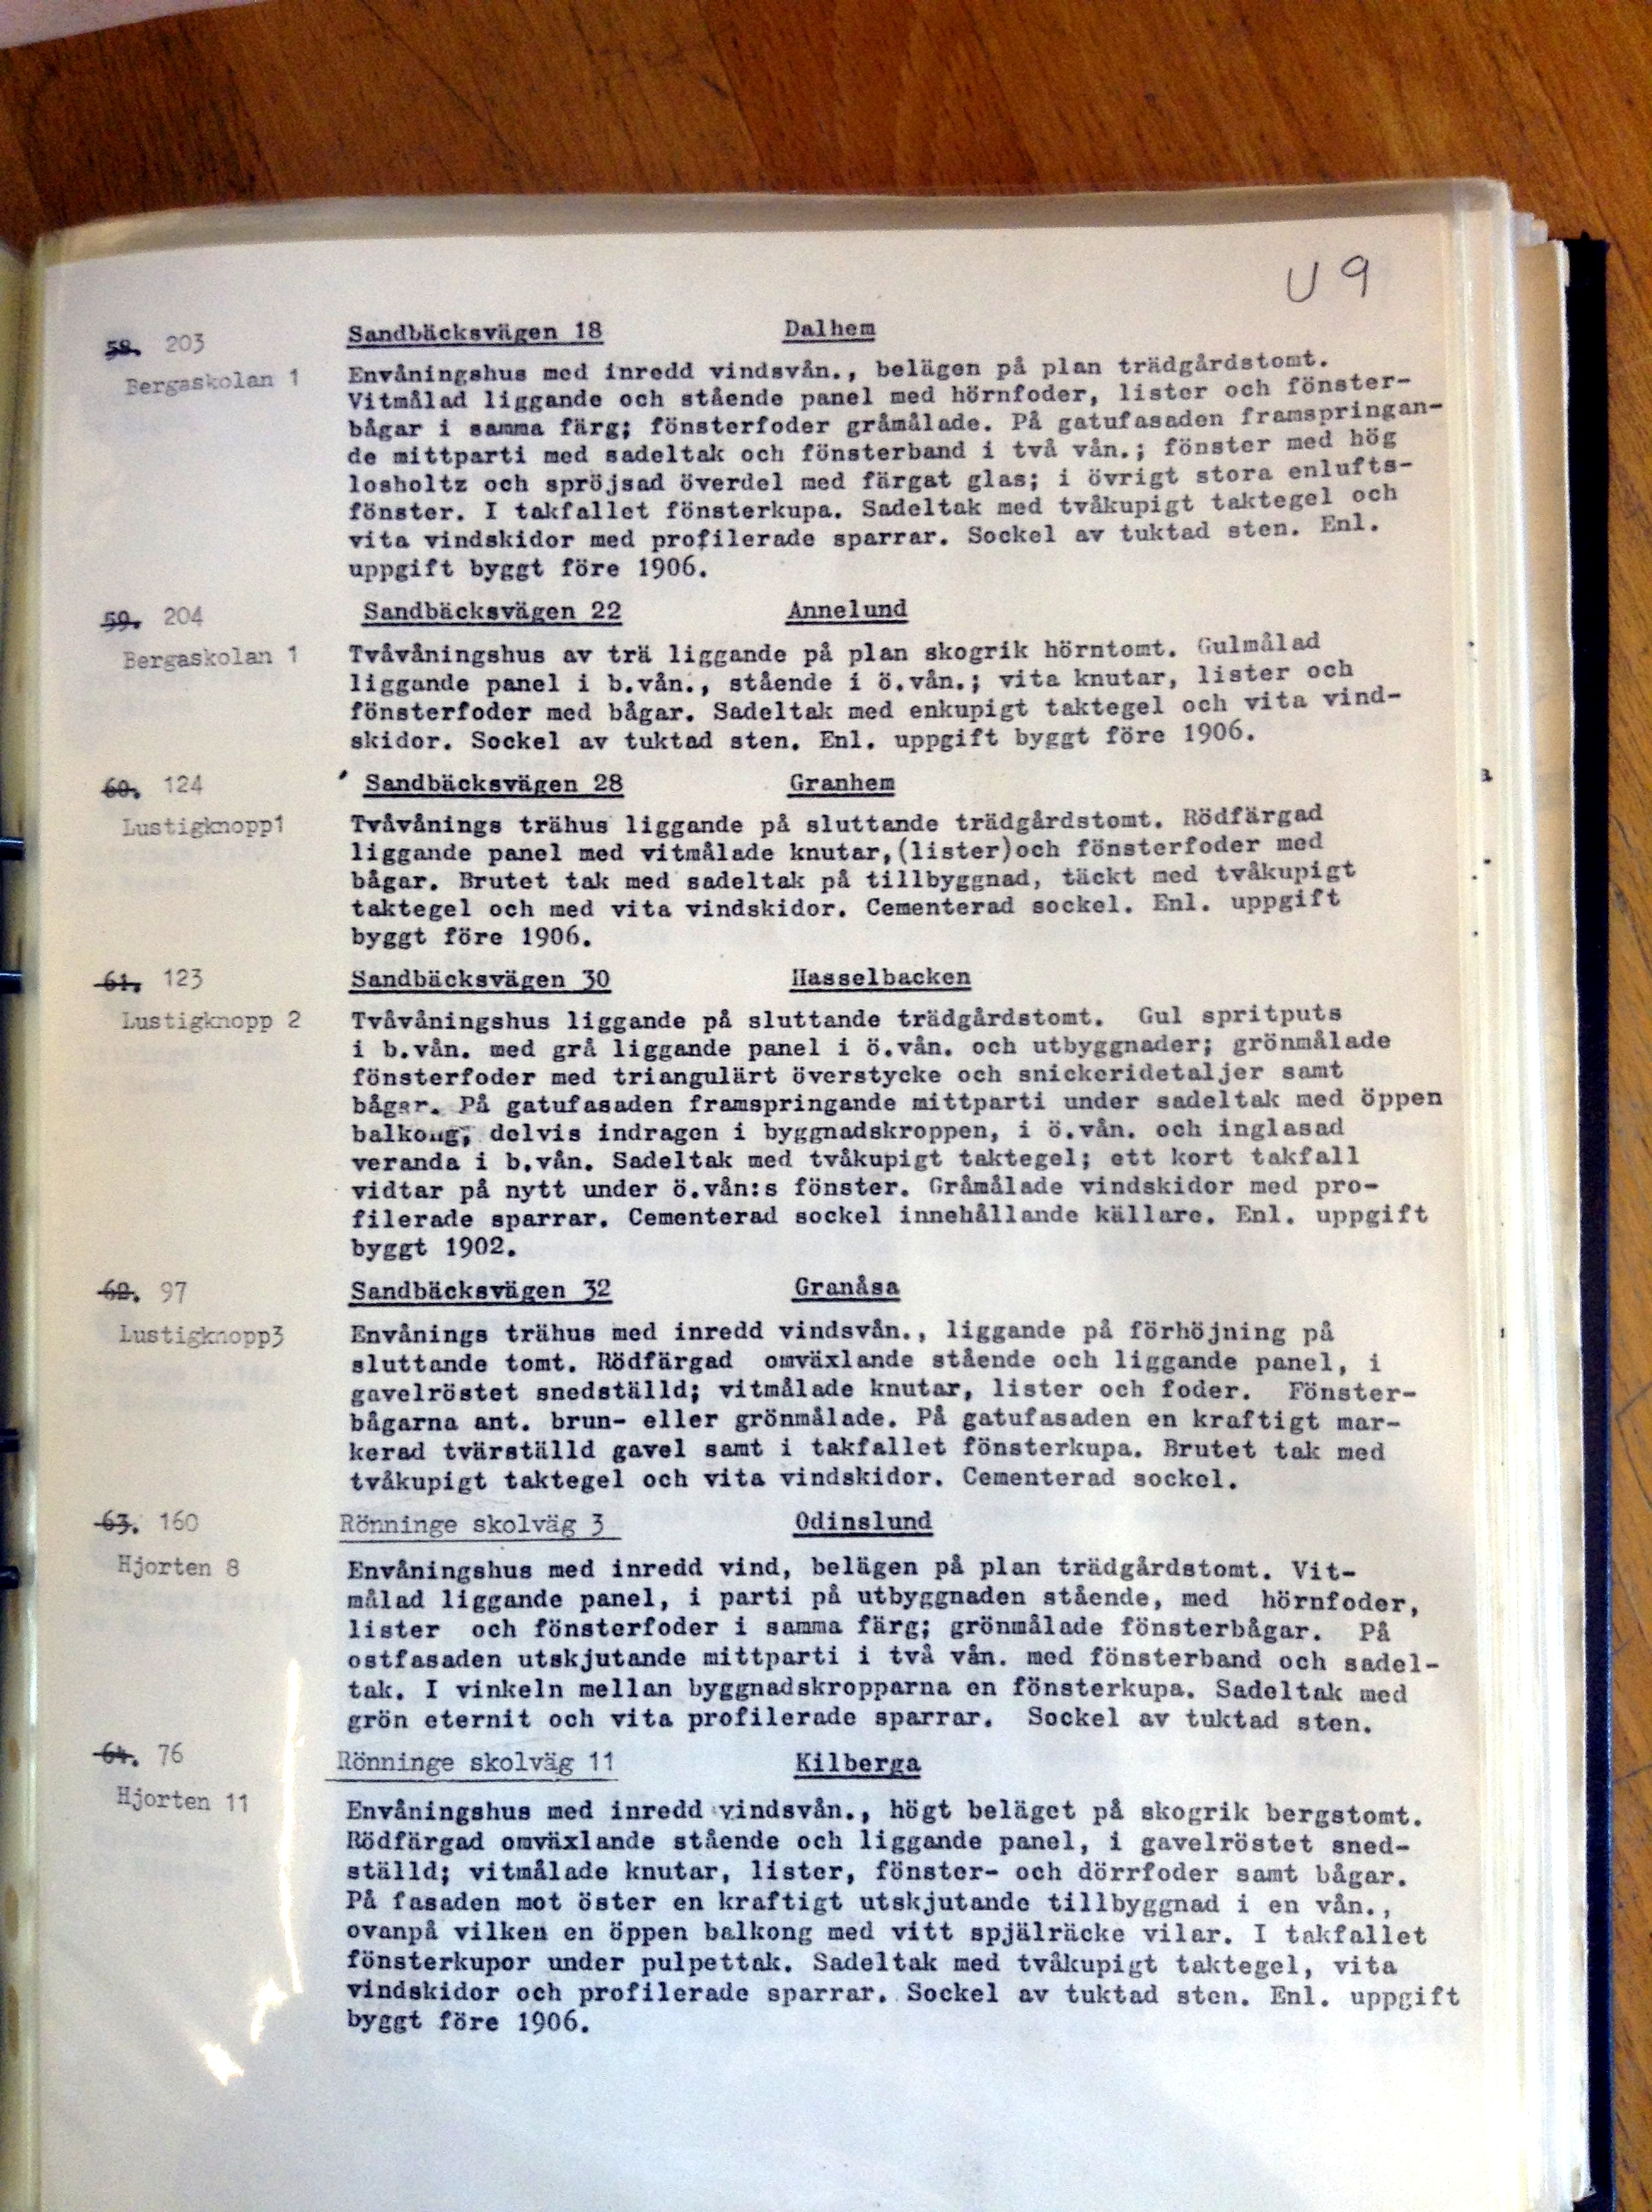 U 9
58. 203 Sandbäcksvägen 18 Dalhem
Bergaskolan 1 Envåningshus med inredd vindsvån., belägen på plan trädgårdstomt.
Vitmålad liggande och stående panel med hörnfoder, lister och fönster-
bågar i samma färg; fönsterfoder gråmålade. På gatufasaden framspringan-
de mittparti med sadeltak och fönsterband i två vån.; fönster med hög
losholtz och spröjsad överdel med färgat glas; i övrigt stora enlufts-
fönster. I takfallet fönsterkupa. Sadeltak med tvåkupigt taktegel och
vita vindskidor med profilerade sparrar. Sockel av tuktad sten. Enl.
uppgift byggt före 1906.
59. 204 Sandbäcksvägen 22 Annelund
Bergaskolan 1 Tvåvåningshus av trä liggande på plan skogrik hörntomt. Gulmålad
liggande panel i b.vån., stående i ö.vån.; vita knutar, lister och
fönsterfoder med bågar. Sadeltak med enkupigt taktegel och vita vind-
skidor. Sockel av tuktad sten. Enl. uppgift byggt före 1906.
60. 124 Sandbäcksvägen 28 Granhem
Lustigknopp1 Tvåvånings trähus liggande på sluttande trädgårdstomt. Rödfärgad
liggande panel med vitmålade knutar,(lister)och fönsterfoder med
bågar. Brutet tak med sadeltak på tillbyggnad, täckt med tvåkupigt
taktegel och med vita vindskidor. Cementerad sockel. Enl. uppgift
byggt före 1906.
61. 123 Sandbäcksvägen 30 Hasselbacken
Lustigknopp 2 Tvåvåningshus liggande på sluttande trädgårdstomt. Gul spritputs
i b.vån. med grå liggande panel i ö.vån. och utbyggnader; grönmålade
fönsterfoder med triangulärt överstycke och snickeridetaljer samt
bågar. På gatufasaden framspringande mittparti under sadeltak med öppen
balkong, delvis indragen i byggnadskroppen, i ö.vån. och inglasad
veranda i b.vån. Sadeltak med tvåkupigt taktegel; ett kort takfall
vidtar på nytt under ö.vån:s fönster. Gråmålade vindskidor med pro-
filerade sparrar. Cementerad sockel innehållande källare. Enl. uppgift
byggt 1902.
62. 97 Sandbäcksvägen 32 Granåsa
Lustigknopp3 Envånings trähus med inredd vindsvån., liggande på förhöjning på
sluttande tomt. Rödfärgad omväxlande stående och liggande panel, i
gavelröstet snedställd; vitmålade knutar, lister och foder. Fönster-
bågarna ant. brun- eller grönmålade. På gatufasaden en kraftigt mar-
kerad tvärställd gavel samt i takfallet fönsterkupa. Brutet tak med
tvåkupigt taktegel och vita vindskidor. Cementerad sockel.
63. 160 Rönninge skolväg 3 Odinslund
Hjorten 8 Envåningshus med inredd vind, belägen på plan trädgårdstomt. Vit-
målad liggande panel, i parti på utbyggnaden stående, med hörnfoder,
lister och fönsterfoder i samma färg; grönmålade fönsterbågar. På
ostfasaden utskjutande mittparti i två vån. med fönsterband och sadel-
tak. I vinkeln mellan byggnadskropparna en fönsterkupa. Sadeltak med
grön eternit och vita profilerade sparrar. Sockel av tuktad sten.
64. 76 Rönninge skolväg 11 Kilberga
Hjorten 11 Envåningshus med inredd vindsvån., högt beläget på skogrik bergstomt.
Rödfärgad omväxlande stående och liggande panel, i gavelröstet sned-
ställd; vitmålade knutar, lister, fönster- och dörrfoder samt bågar.
På fasaden mot öster en kraftigt utskjutande tillbyggnad i en vån.,
ovanpå vilken en öppen balkong med vitt spjälräcke vilar. I takfallet
fönsterkupor under pulpettak. Sadeltak med tvåkupigt taktegel, vita
vindskidor och profilerade sparrar. Sockel av tuktad sten. Enl. uppgift
byggt före 1906.